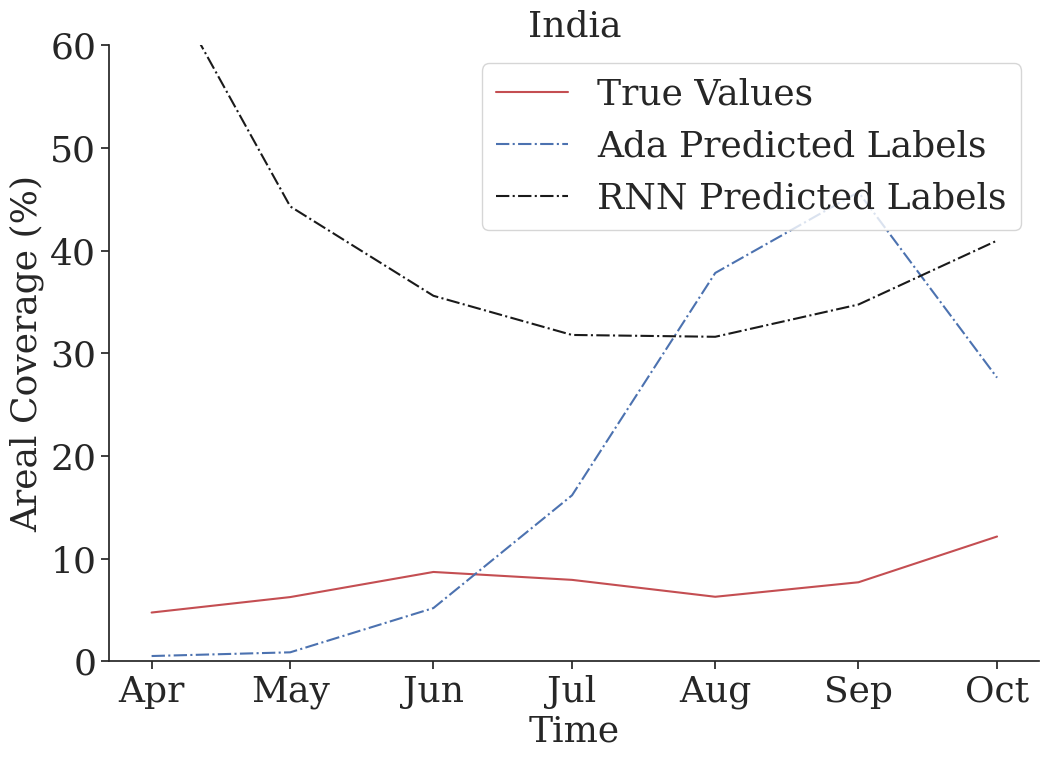 India
60
50
40
30
20
10
0
Areal Coverage (%)
True Values
Ada Predicted Labels
RNN Predicted Labels
Apr May Jun Jul Aug Sep Oct
Time